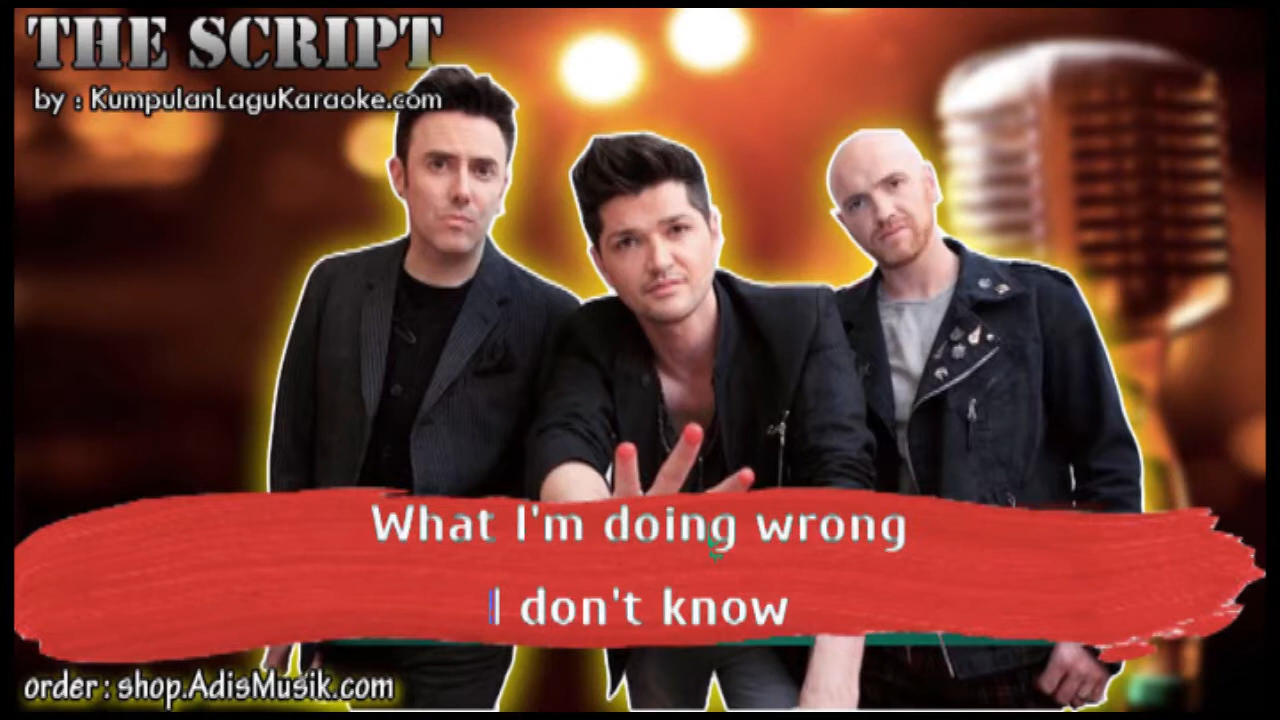 THE SCRIPT
by : KumpulanLaguKaraoke.com
What I'm doing wrong
I don't know
order : shop.AdisMusik.com